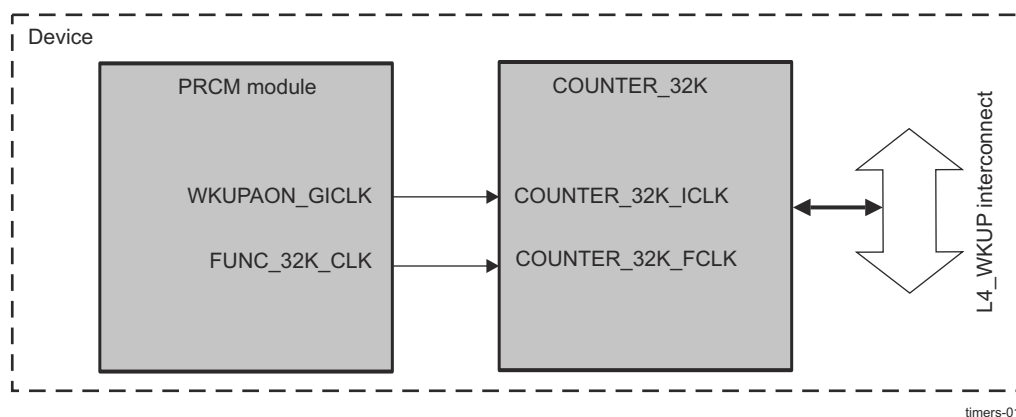 Device
PRCM module
COUNTER_32K
WKUPAON_GICLK
COUNTER_32K_ICLK
FUNC_32K_CLK
COUNTER_32K_FCLK
L4_WKUP interconnect